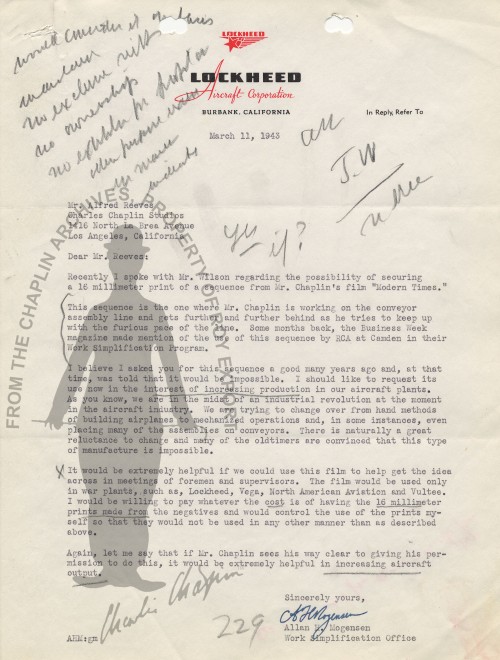 LOCKHEED
Aircraft Corporation
BURBANK, CALIFORNIA
In Reply, Refer To
March 11, 1943
no ownership
all
J.W
yes
if?
Mr. Alfred Reeves
Charles Chaplin Studios
1416 North La Brea Avenue
Los Angeles, California
Dear Mr. Reeves:
Recently I spoke with Mr. Wilson regarding the possibility of securing
a 16 millimeter print of a sequence from Mr. Chaplin's film "Modern Times."
This sequence is the one where Mr. Chaplin is working on the conveyor
assembly line and gets further and further behind as he tries to keep up
with the furious pace of the line. Some months back, the Business Week
magazine made mention of the use of this sequence by RCA at Camden in their
Work Simplification Program.
I believe I asked you for this sequence a good many years ago and, at that
time, was told that it would be impossible. I should like to request its
use now in the interest of increasing production in our aircraft plants.
As you know, we are in the midst of an industrial revolution at the moment
in the aircraft industry. We are trying to change over from hand methods
of building airplanes to mechanized operations and, in some instances, even
placing many of the assemblies on conveyors. There is naturally a great
reluctance to change and many of the oldtimers are convinced that this type
of manufacture is impossible.
X It would be extremely helpful if we could use this film to help get the idea
across in meetings of foremen and supervisors. The film would be used only
in war plants, such as, Lockheed, Vega, North American Aviation and Vultee.
I would be willing to pay whatever the cost is of having the 16 millimeter
prints made from the negatives and would control the use of the prints my-
self so that they would not be used in any other manner than as described
above.
Again, let me say that if Mr. Chaplin sees his way clear to giving his per-
mission to do this, it would be extremely helpful in increasing aircraft
output.
Sincerely yours,
AHMogensen
Allan H. Mogensen
Work Simplification Office
AHM:gm
Charlie Chaplin
229
FROM THE CHAPLIN ARCHIVES. PROPERTY OF ROY EXPORT